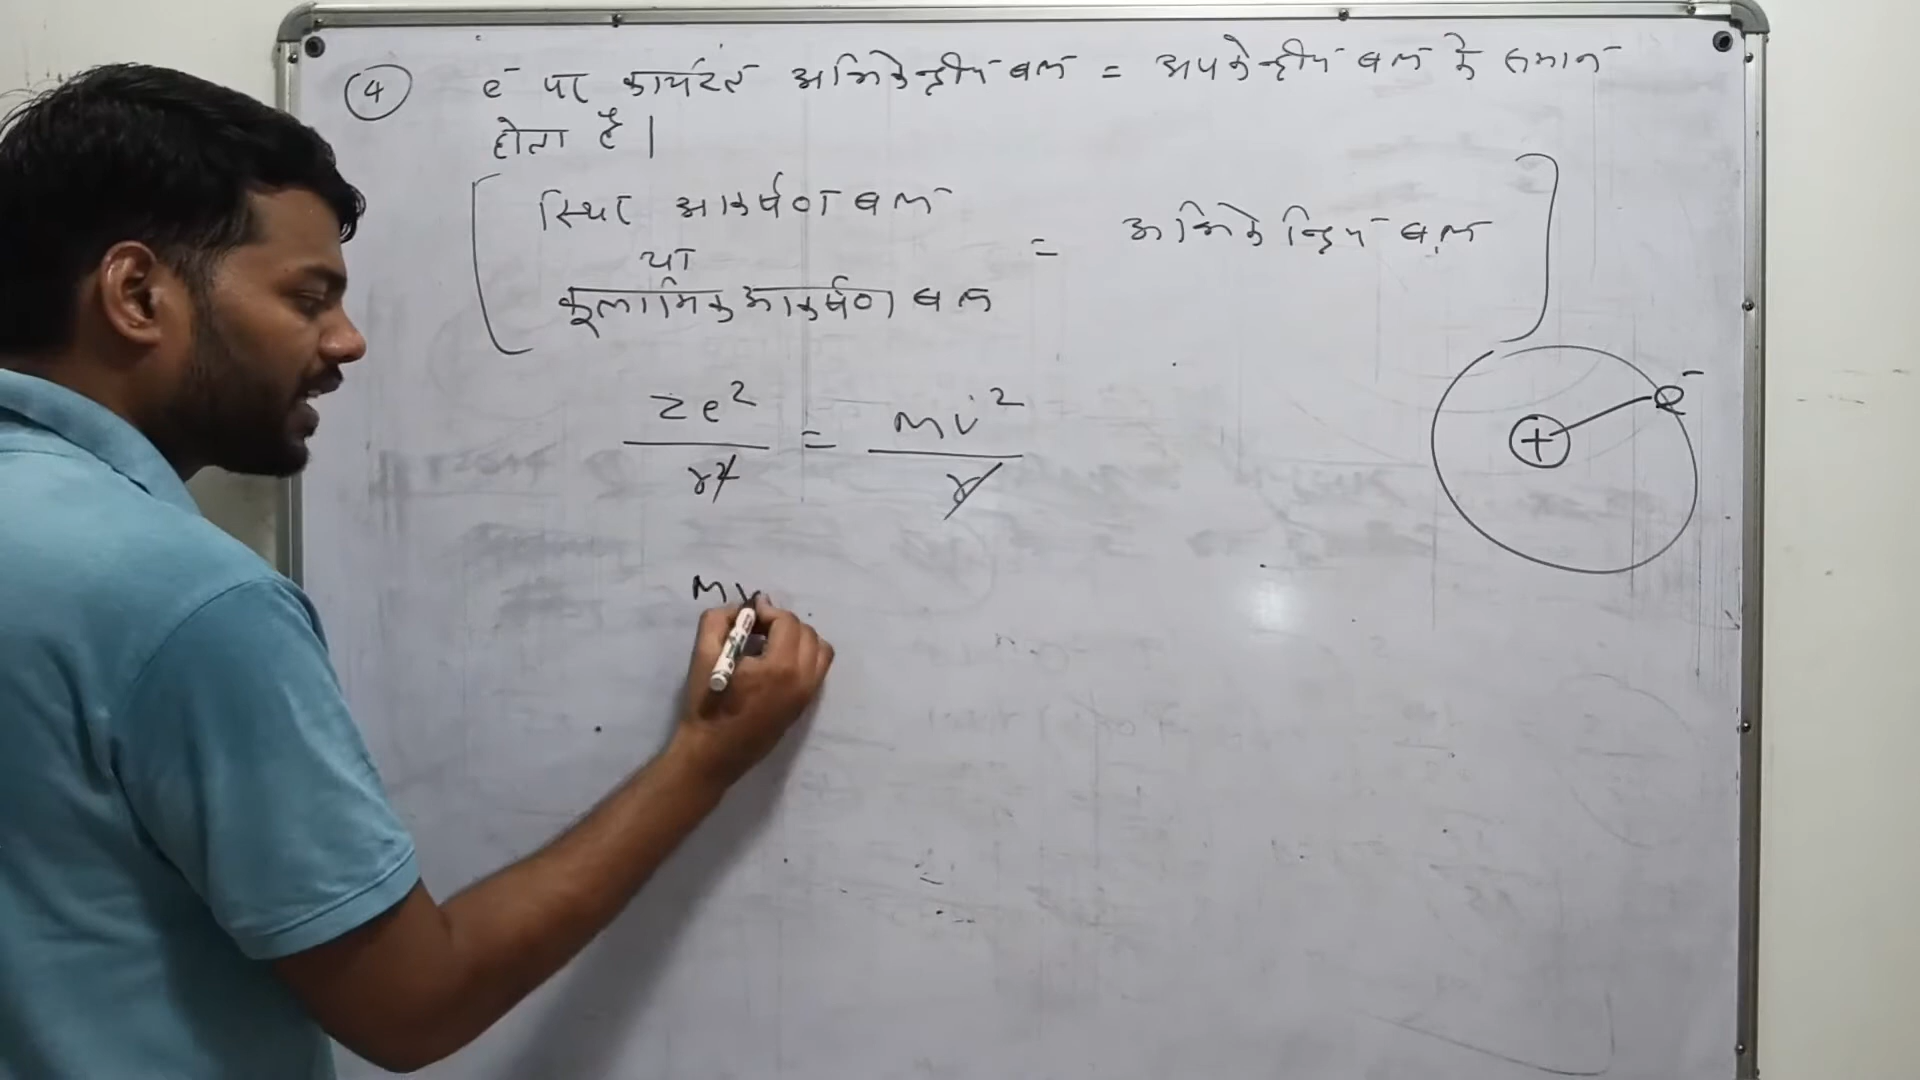 4 e⁻ पर कार्यरत अभिकेन्द्रीय बल = अपकेन्द्रीय बल के समान
होता है।
स्थिर आकर्षण बल
या
कूलामिक आकर्षण बल
= अभिकेन्द्रिय बल
ze²/r² = mv²/r
e⁻
+
mv